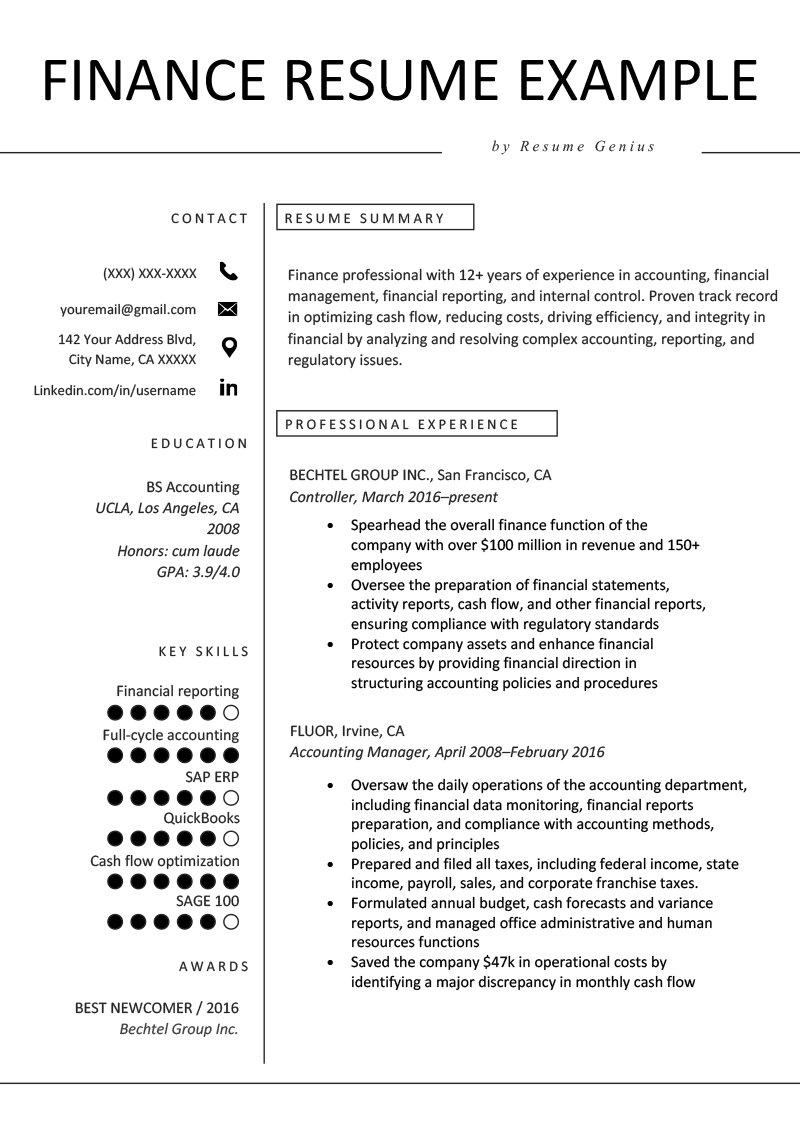 FINANCE RESUME EXAMPLE
by Resume Genius
CONTACT
(XXX) XXX-XXXX
youremail@gmail.com
142 Your Address Blvd,
City Name, CA XXXXX
Linkedin.com/in/username
in
EDUCATION
BS Accounting
UCLA, Los Angeles, CA
2008
Honors: cum laude
GPA: 3.9/4.0
KEY SKILLS
Financial reporting
Full-cycle accounting
SAP ERP
QuickBooks
Cash flow optimization
SAGE 100
AWARDS
BEST NEWCOMER / 2016
Bechtel Group Inc.
RESUME SUMMARY
Finance professional with 12+ years of experience in accounting, financial
management, financial reporting, and internal control. Proven track record
in optimizing cash flow, reducing costs, driving efficiency, and integrity in
financial by analyzing and resolving complex accounting, reporting, and
regulatory issues.
PROFESSIONAL EXPERIENCE
BECHTEL GROUP INC., San Francisco, CA
Controller, March 2016–present
• Spearhead the overall finance function of the
company with over $100 million in revenue and 150+
employees
• Oversee the preparation of financial statements,
activity reports, cash flow, and other financial reports,
ensuring compliance with regulatory standards
• Protect company assets and enhance financial
resources by providing financial direction in
structuring accounting policies and procedures
FLUOR, Irvine, CA
Accounting Manager, April 2008–February 2016
• Oversaw the daily operations of the accounting department,
including financial data monitoring, financial reports
preparation, and compliance with accounting methods,
policies, and principles
• Prepared and filed all taxes, including federal income, state
income, payroll, sales, and corporate franchise taxes.
• Formulated annual budget, cash forecasts and variance
reports, and managed office administrative and human
resources functions
• Saved the company $47k in operational costs by
identifying a major discrepancy in monthly cash flow